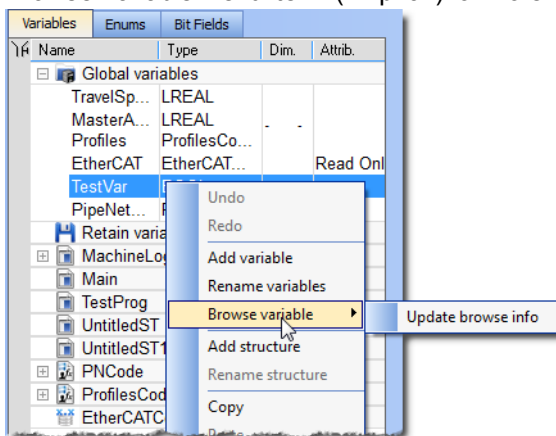 Variables Enums Bit Fields
Name Type Dim. Attrib.
Global variables
TravelSp... LREAL
MasterA... LREAL
Profiles ProfilesCo...
EtherCAT EtherCAT... Read Onl
TestVar
PipeNet...
Retain varia
MachineLo
Main
TestProg
UntitledST
UntitledST1
PNCode
ProfilesCod
EtherCATC
Undo
Redo
Add variable
Rename variables
Browse variable
Update browse info
Add structure
Rename structure
Copy